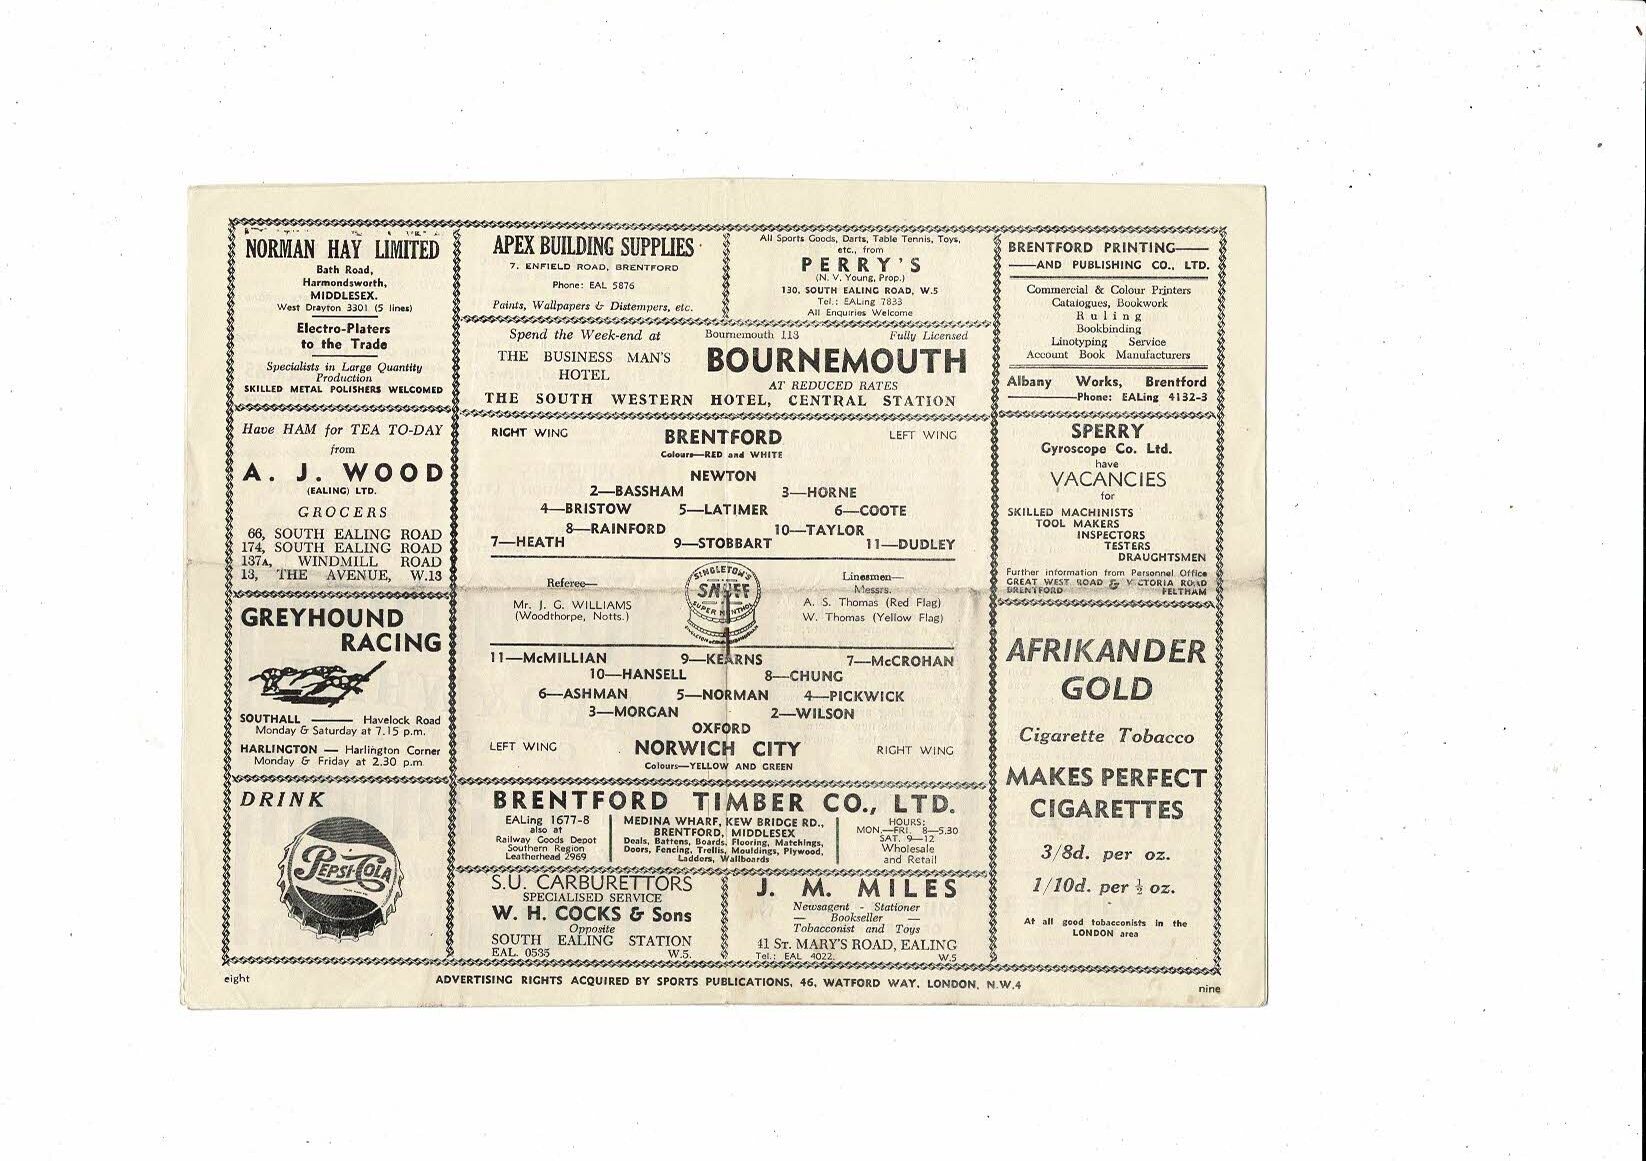 NORMAN HAY LIMITED
Bath Road,
Harmondsworth,
MIDDLESEX.
West Drayton 3301 (5 lines)
Electro-Platers
to the Trade
Specialists in Large Quantity
Production
SKILLED METAL POLISHERS WELCOMED
APEX BUILDING SUPPLIES
7, ENFIELD ROAD, BRENTFORD
Phone: EAL 5876
Paints, Wallpapers & Distempers, etc.
All Sports Goods, Darts, Table Tennis, Toys,
etc., from
PERRY'S
(N. V. Young, Prop.)
130, SOUTH EALING ROAD, W.5
Tel.: EALing 7833
All Enquiries Welcome
BRENTFORD PRINTING—
—AND PUBLISHING CO., LTD.
Commercial & Colour Printers
Catalogues, Bookwork
Ruling
Bookbinding
Linotyping Service
Account Book Manufacturers
Albany Works, Brentford
—Phone: EALing 4132-3
Spend the Week-end at Bournemouth 113 Fully Licensed
THE BUSINESS MAN'S
HOTEL
BOURNEMOUTH
AT REDUCED RATES
THE SOUTH WESTERN HOTEL, CENTRAL STATION
Have HAM for TEA TO-DAY
from
A. J. WOOD
(EALING) LTD.
GROCERS
66, SOUTH EALING ROAD
174, SOUTH EALING ROAD
137A, WINDMILL ROAD
13, THE AVENUE, W.13
RIGHT WING BRENTFORD LEFT WING
Colours—RED and WHITE
NEWTON
2—BASSHAM 3—HORNE
4—BRISTOW 5—LATIMER 6—COOTE
8—RAINFORD 10—TAYLOR
7—HEATH 9—STOBBART 11—DUDLEY
Referee—
Mr. J. G. WILLIAMS
(Woodthorpe, Notts.)
SINGLETON'S
SNUFF
SUPER MENTHOL
Linesmen—
Messrs.
A. S. Thomas (Red Flag)
W. Thomas (Yellow Flag)
11—McMILLIAN 9—KEARNS 7—McCROHAN
10—HANSELL 8—CHUNG
6—ASHMAN 5—NORMAN 4—PICKWICK
3—MORGAN 2—WILSON
OXFORD
LEFT WING NORWICH CITY RIGHT WING
Colours—YELLOW AND GREEN
SPERRY
Gyroscope Co. Ltd.
have
VACANCIES
for
SKILLED MACHINISTS
TOOL MAKERS
INSPECTORS
TESTERS
DRAUGHTSMEN
Further information from Personnel Office
GREAT WEST ROAD & VICTORIA ROAD
BRENTFORD FELTHAM
GREYHOUND
RACING
SOUTHALL —— Havelock Road
Monday & Saturday at 7.15 p.m.
HARLINGTON — Harlington Corner
Monday & Friday at 2.30 p.m
AFRIKANDER
GOLD
Cigarette Tobacco
MAKES PERFECT
CIGARETTES
3/8d. per oz.
1/10d. per ½ oz.
At all good tobacconists in the
LONDON area
DRINK
PEPSI-COLA
BRENTFORD TIMBER CO., LTD.
EALing 1677-8
also at
Railway Goods Depot
Southern Region
Leatherhead 2969
MEDINA WHARF, KEW BRIDGE RD.,
BRENTFORD, MIDDLESEX
Deals, Battens, Boards, Flooring, Matchings,
Doors, Fencing, Trellis, Mouldings, Plywood,
Ladders, Wallboards
HOURS:
MON.—FRI. 8—5.30
SAT. 9—12
Wholesale
and Retail
S.U. CARBURETTORS
SPECIALISED SERVICE
W. H. COCKS & Sons
Opposite
SOUTH EALING STATION
EAL. 0535 W.5.
J. M. MILES
Newsagent - Stationer
— Bookseller —
Tobacconist and Toys
41 ST. MARY'S ROAD, EALING
Tel.: EAL 4022. W.5
eight ADVERTISING RIGHTS ACQUIRED BY SPORTS PUBLICATIONS, 46, WATFORD WAY, LONDON, N.W.4 nine